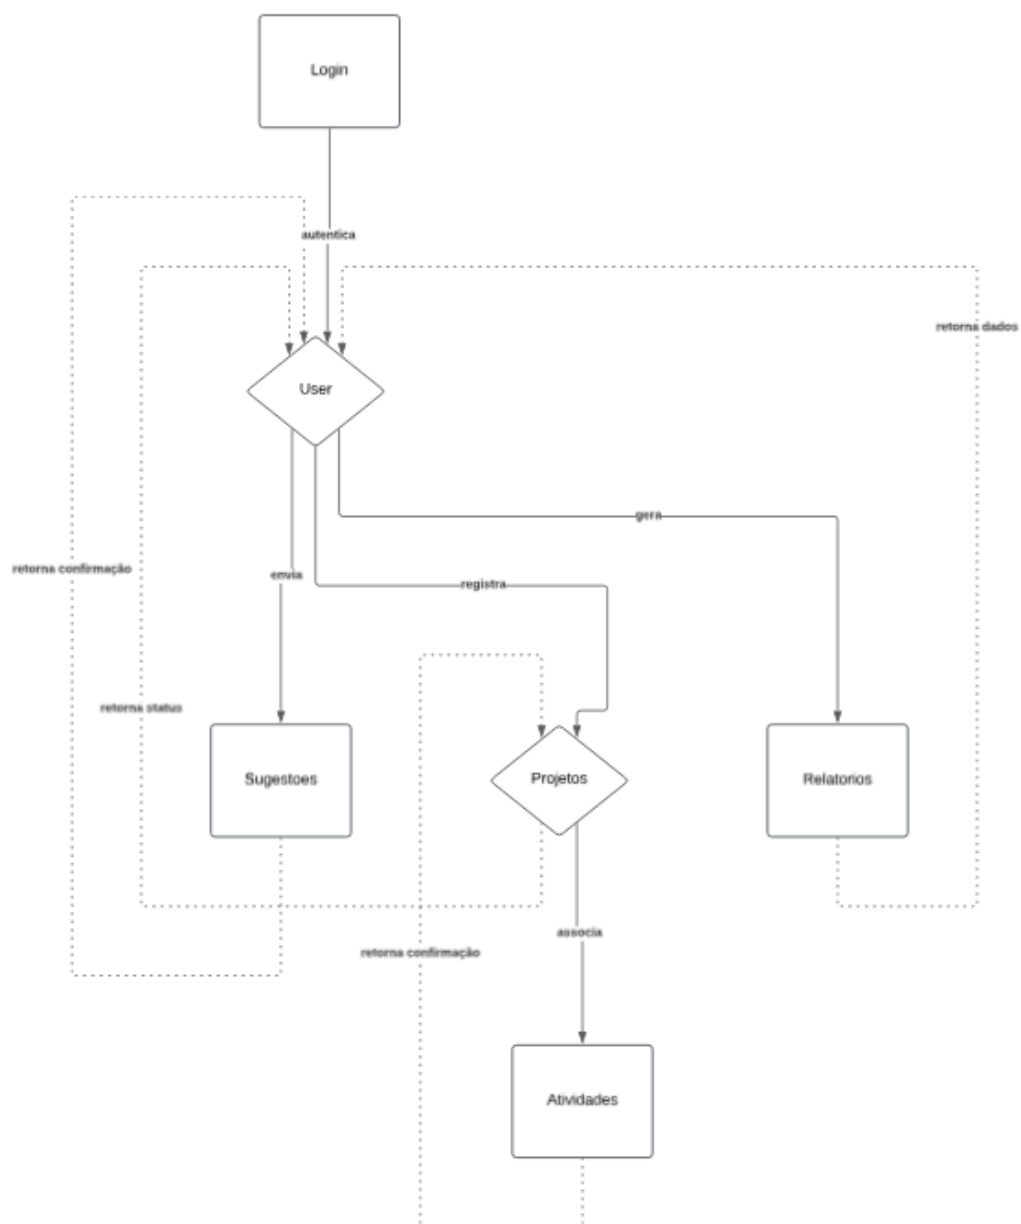 Login
autentica
retorna dados
User
gera
retorna confirmação
envia
registra
retorna status
Sugestoes
Projetos
Relatorios
associa
retorna confirmação
Atividades